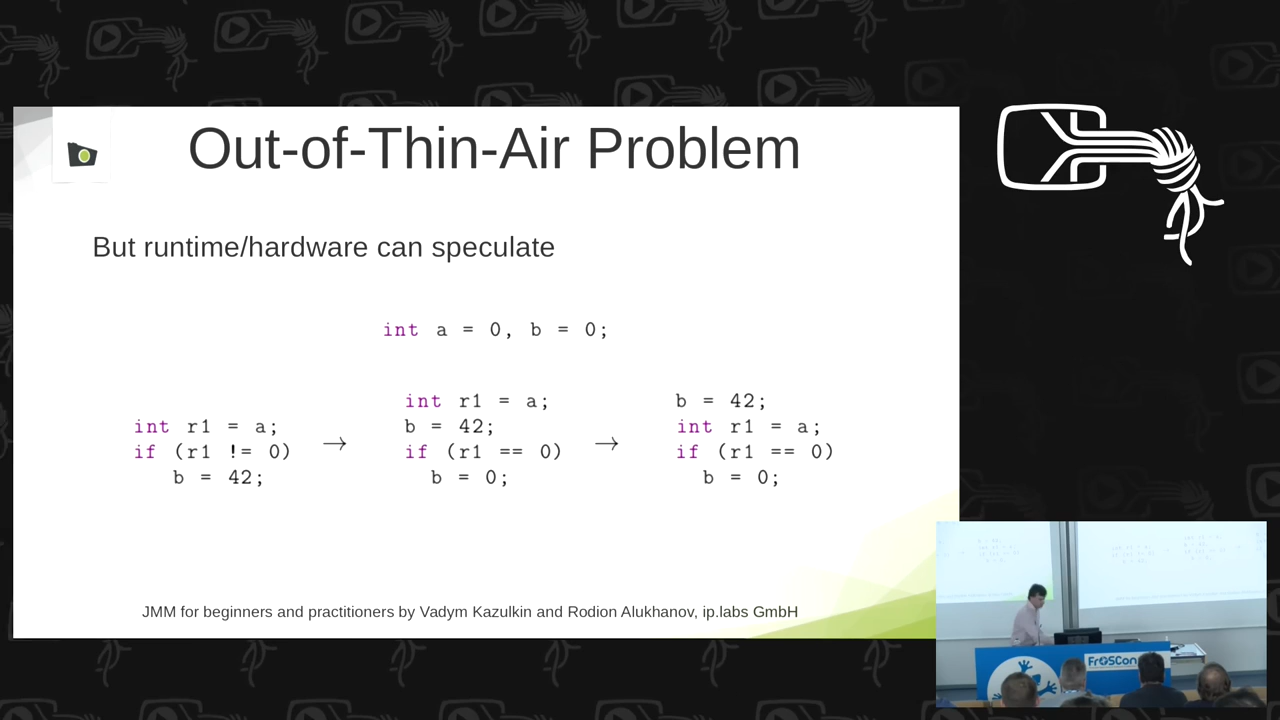 Out-of-Thin-Air Problem
But runtime/hardware can speculate
int a = 0, b = 0;
int r1 = a;
if (r1 != 0)
b = 42;
→
int r1 = a;
b = 42;
if (r1 == 0)
b = 0;
→
b = 42;
int r1 = a;
if (r1 == 0)
b = 0;
JMM for beginners and practitioners by Vadym Kazulkin and Rodion Alukhanov, ip.labs GmbH
FrOSCon